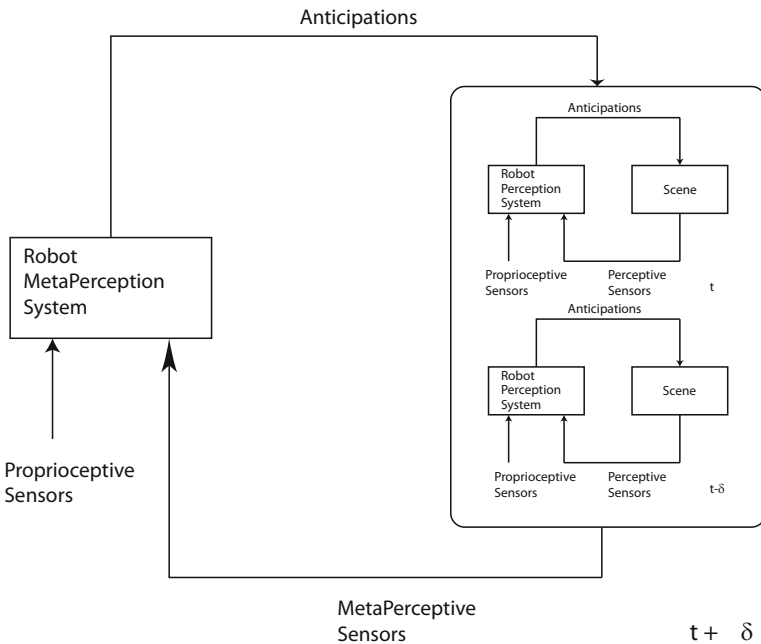 Anticipations
Anticipations
Robot
Perception
System
Scene
Proprioceptive
Sensors
Perceptive
Sensors
t
Anticipations
Robot
Perception
System
Scene
Proprioceptive
Sensors
Perceptive
Sensors
t-δ
Robot
MetaPerception
System
Proprioceptive
Sensors
MetaPerceptive
Sensors
t + δ